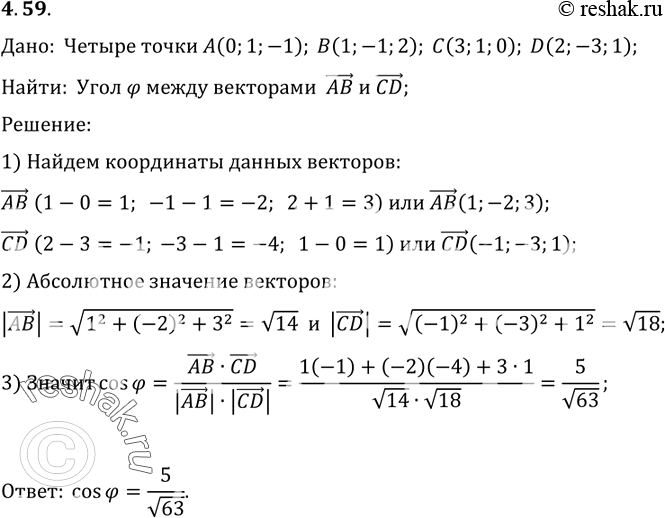 4.59.
© reshak.ru
Дано: Четыре точки A(0; 1; −1); B(1; −1; 2); C(3; 1; 0); D(2; −3; 1);
Найти: Угол φ между векторами AB⃗ и CD⃗;
Решение:
1) Найдем координаты данных векторов:
AB⃗ (1 − 0 = 1; −1 − 1 = −2; 2 + 1 = 3) или AB⃗(1; −2; 3);
CD⃗ (2 − 3 = −1; −3 − 1 = −4; 1 − 0 = 1) или CD⃗(−1; −3; 1);
2) Абсолютное значение векторов:
|AB⃗| = √(1² + (−2)² + 3²) = √14 и |CD⃗| = √((−1)² + (−3)² + 1²) = √18;
3) Значит cos φ = (AB⃗ · CD⃗)/(|AB⃗| · |CD⃗|) = (1(−1) + (−2)(−4) + 3 · 1)/(√14 · √18) = 5/√63;
© reshak.ru
Ответ: cos φ = 5/√63.